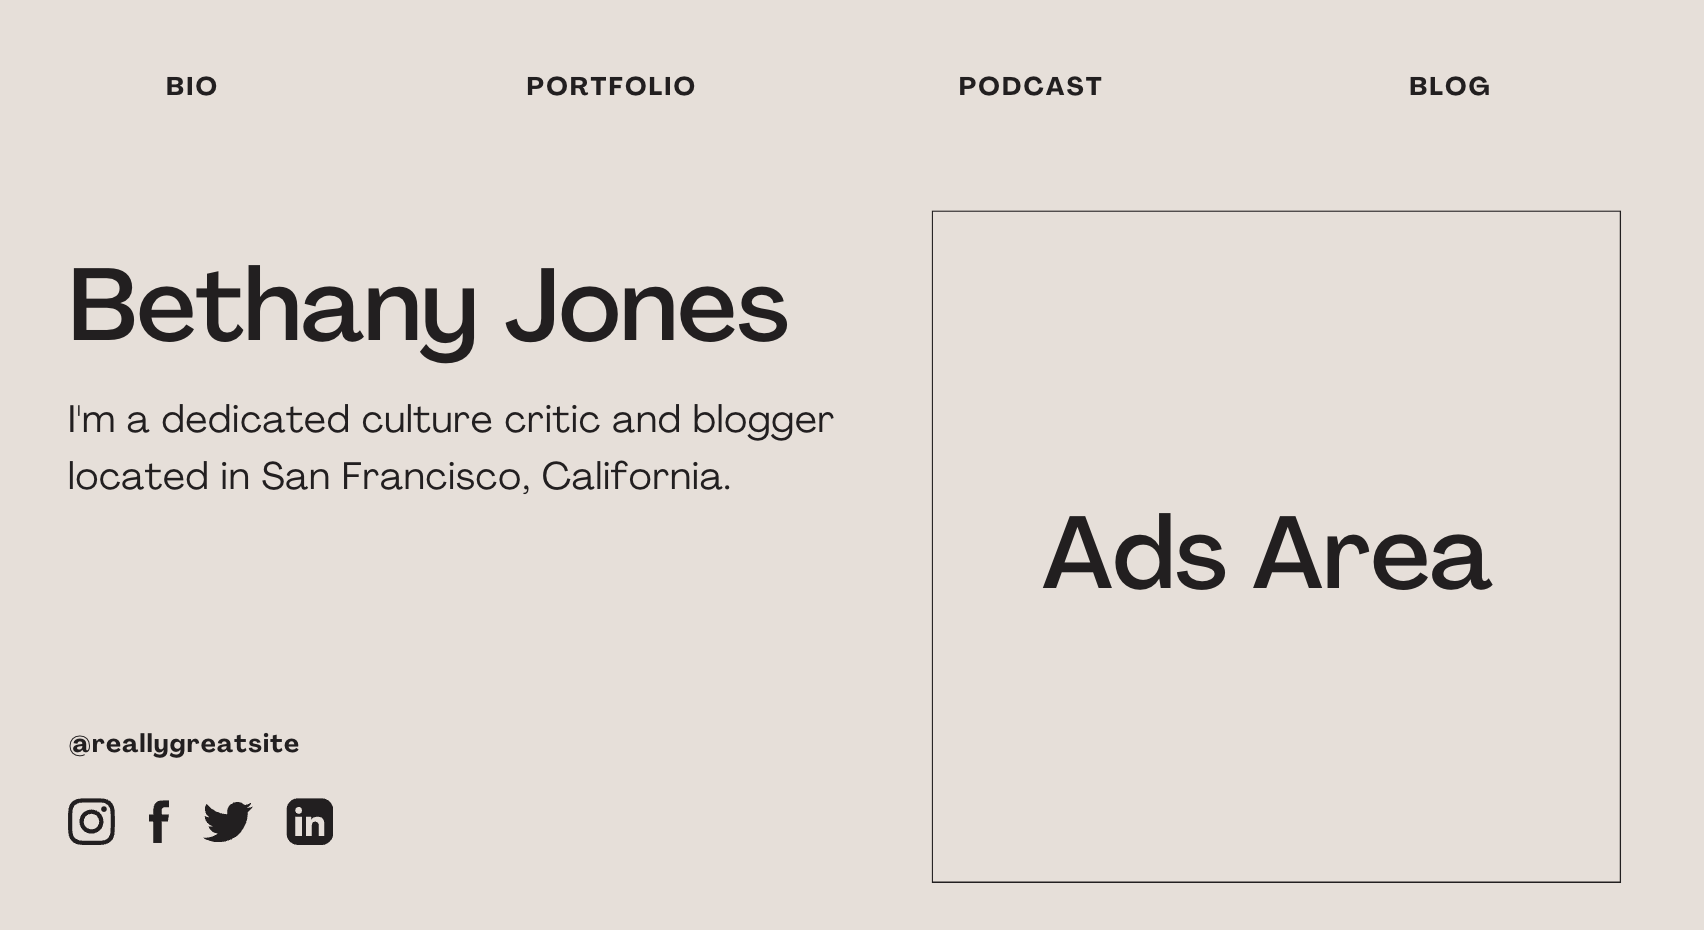 BIO PORTFOLIO PODCAST BLOG
Bethany Jones
I'm a dedicated culture critic and blogger
located in San Francisco, California.
Ads Area
@reallygreatsite